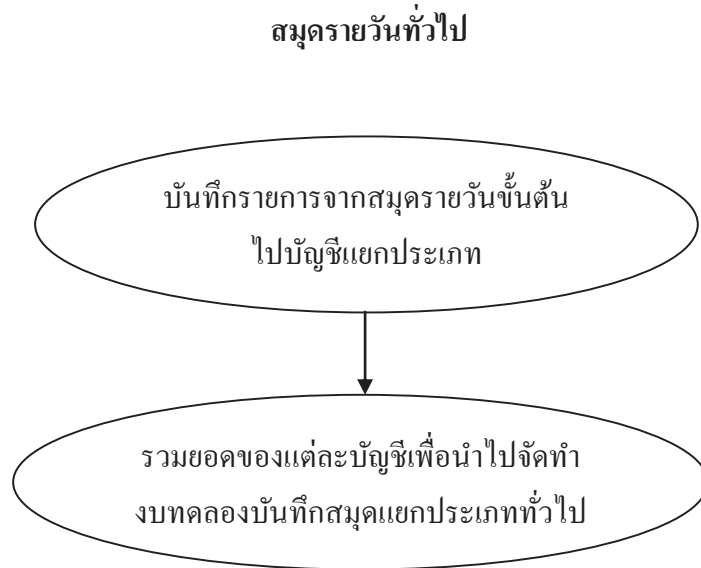 สมุดรายวันทั่วไป
บันทึกรายการจากสมุดรายวันขั้นต้น
ไปบัญชีแยกประเภท
รวมยอดของแต่ละบัญชีเพื่อนำไปจัดทำ
งบทดลองบันทึกสมุดแยกประเภททั่วไป